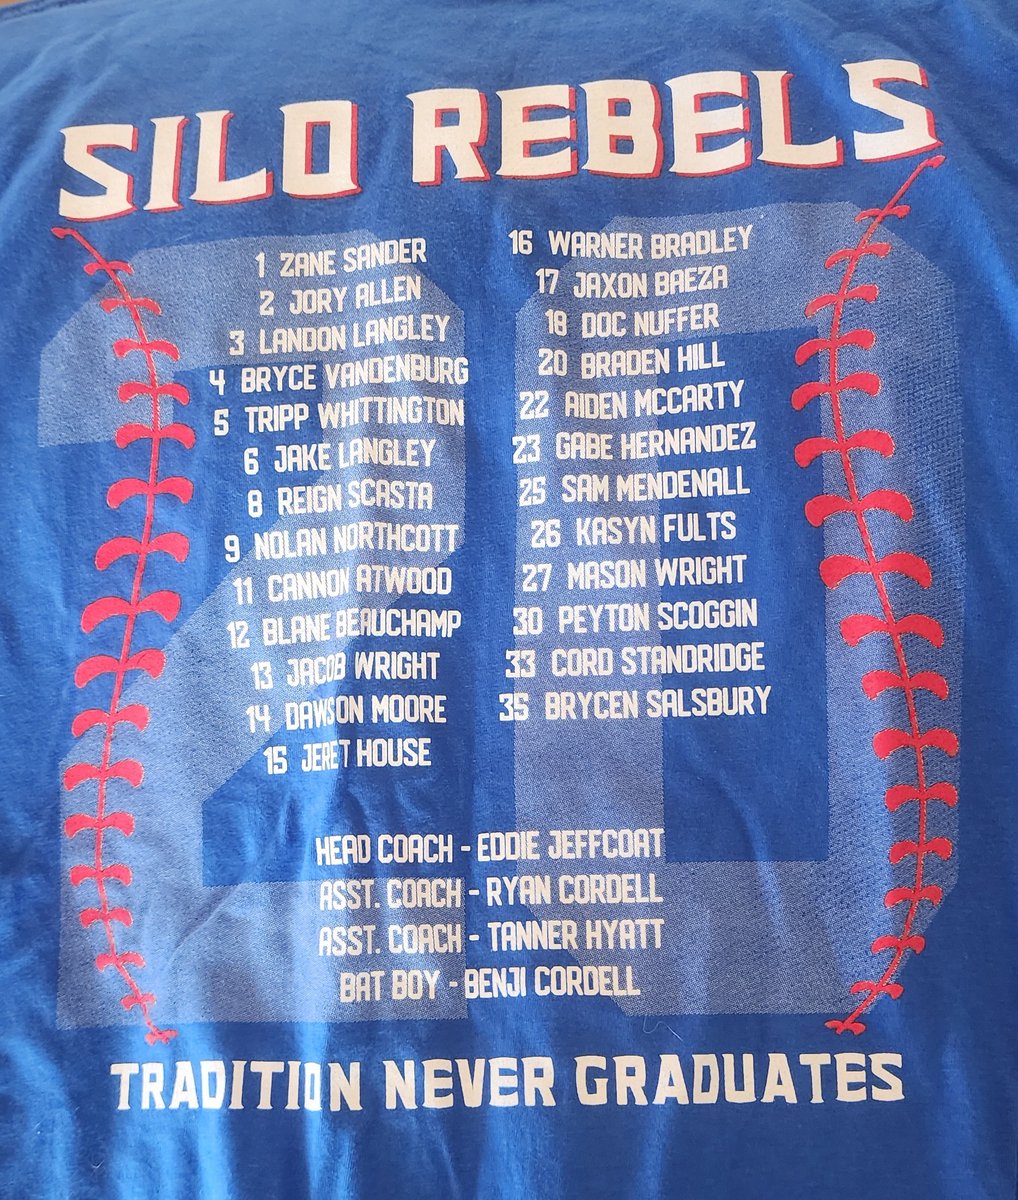 SILO REBELS
1 ZANE SANDER
2 JORY ALLEN
3 LANDON LANGLEY
4 BRYCE VANDENBURG
5 TRIPP WHITTINGTON
6 JAKE LANGLEY
8 REIGN SCASTA
9 NOLAN NORTHCOTT
11 CANNON ATWOOD
12 BLANE BEAUCHAMP
13 JACOB WRIGHT
14 DAWSON MOORE
15 JERET HOUSE
16 WARNER BRADLEY
17 JAXON BAEZA
18 DOC NUFFER
20 BRADEN HILL
22 AIDEN MCCARTY
23 GABE HERNANDEZ
25 SAM MENDENALL
26 KASYN FULTS
27 MASON WRIGHT
30 PEYTON SCOGGIN
33 CORD STANDRIDGE
35 BRYCEN SALSBURY
20
HEAD COACH - EDDIE JEFFCOAT
ASST. COACH - RYAN CORDELL
ASST. COACH - TANNER HYATT
BAT BOY - BENJI CORDELL
TRADITION NEVER GRADUATES